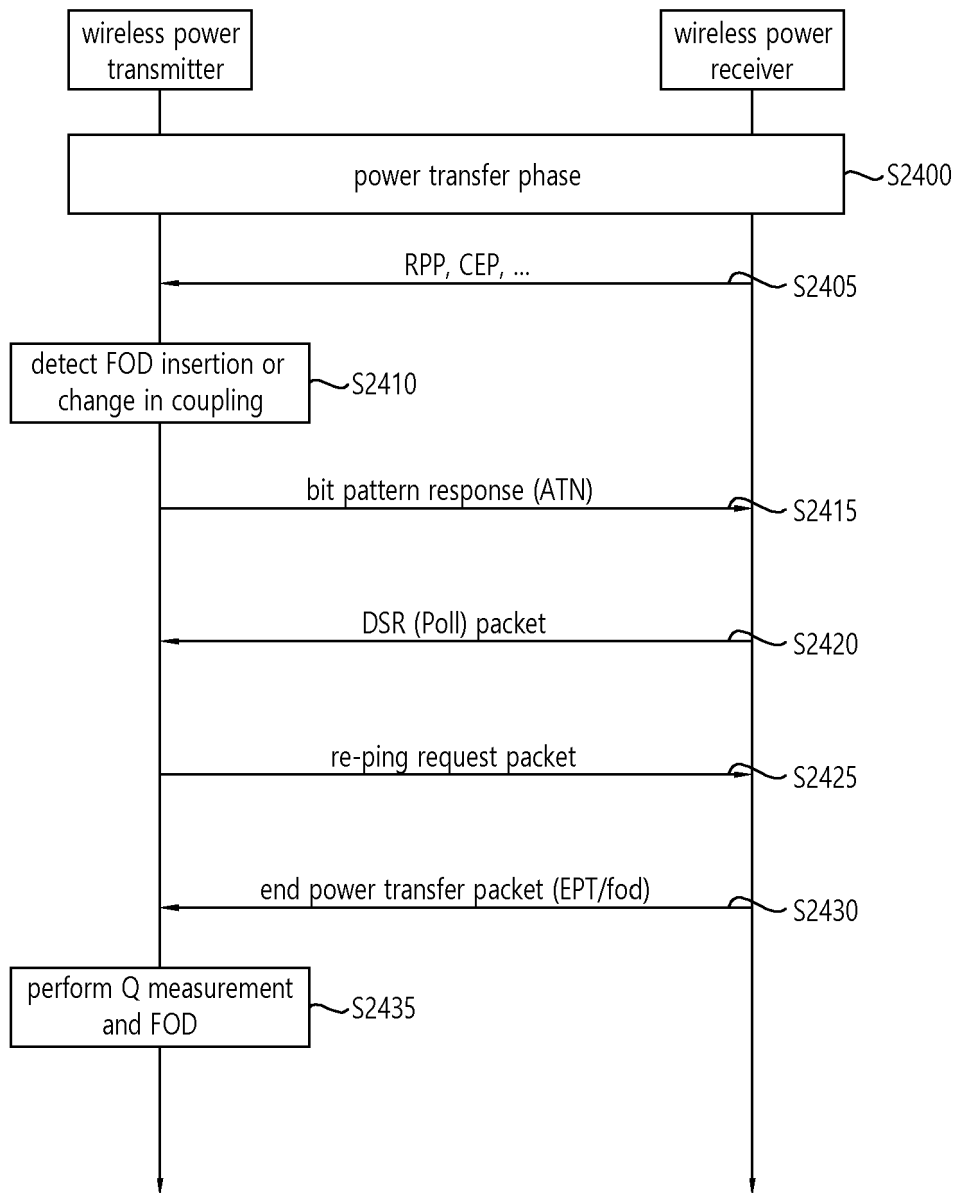 wireless power
transmitter
wireless power
receiver
power transfer phase
S2400
RPP, CEP, ...
S2405
detect FOD insertion or
change in coupling
S2410
bit pattern response (ATN)
S2415
DSR (Poll) packet
S2420
re-ping request packet
S2425
end power transfer packet (EPT/fod)
S2430
perform Q measurement
and FOD
S2435